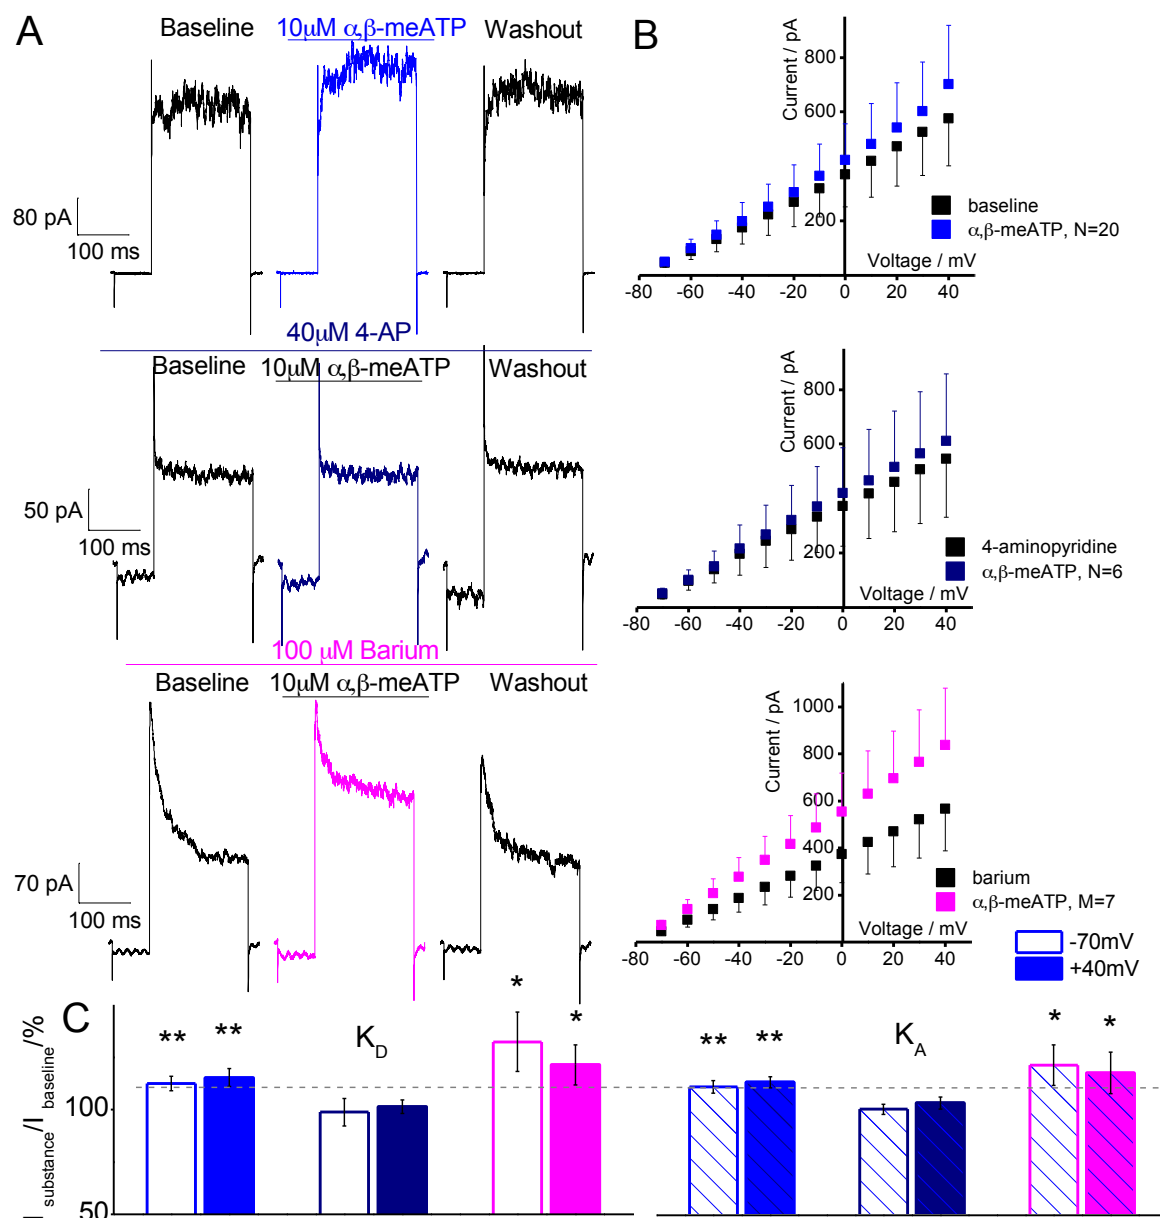 A
Baseline
10μM α,β-meATP
Washout
80 pA
100 ms
40μM 4-AP
Baseline
10μM α,β-meATP
Washout
50 pA
100 ms
100 μM Barium
Baseline
10μM α,β-meATP
Washout
70 pA
100 ms
B
Current / pA
800
600
200
baseline
α,β-meATP, N=20
Voltage / mV
-80 -60 -40 -20 0 20 40
Current / pA
800
600
200
4-aminopyridine
α,β-meATP, N=6
Voltage / mV
-80 -60 -40 -20 0 20 40
Current / pA
1000
800
600
400
200
barium
α,β-meATP, M=7
Voltage / mV
-80 -60 -40 -20 0 20 40
-70mV
+40mV
C
I substance/I baseline/%
100
50
** ** K D * *
** ** K A * *